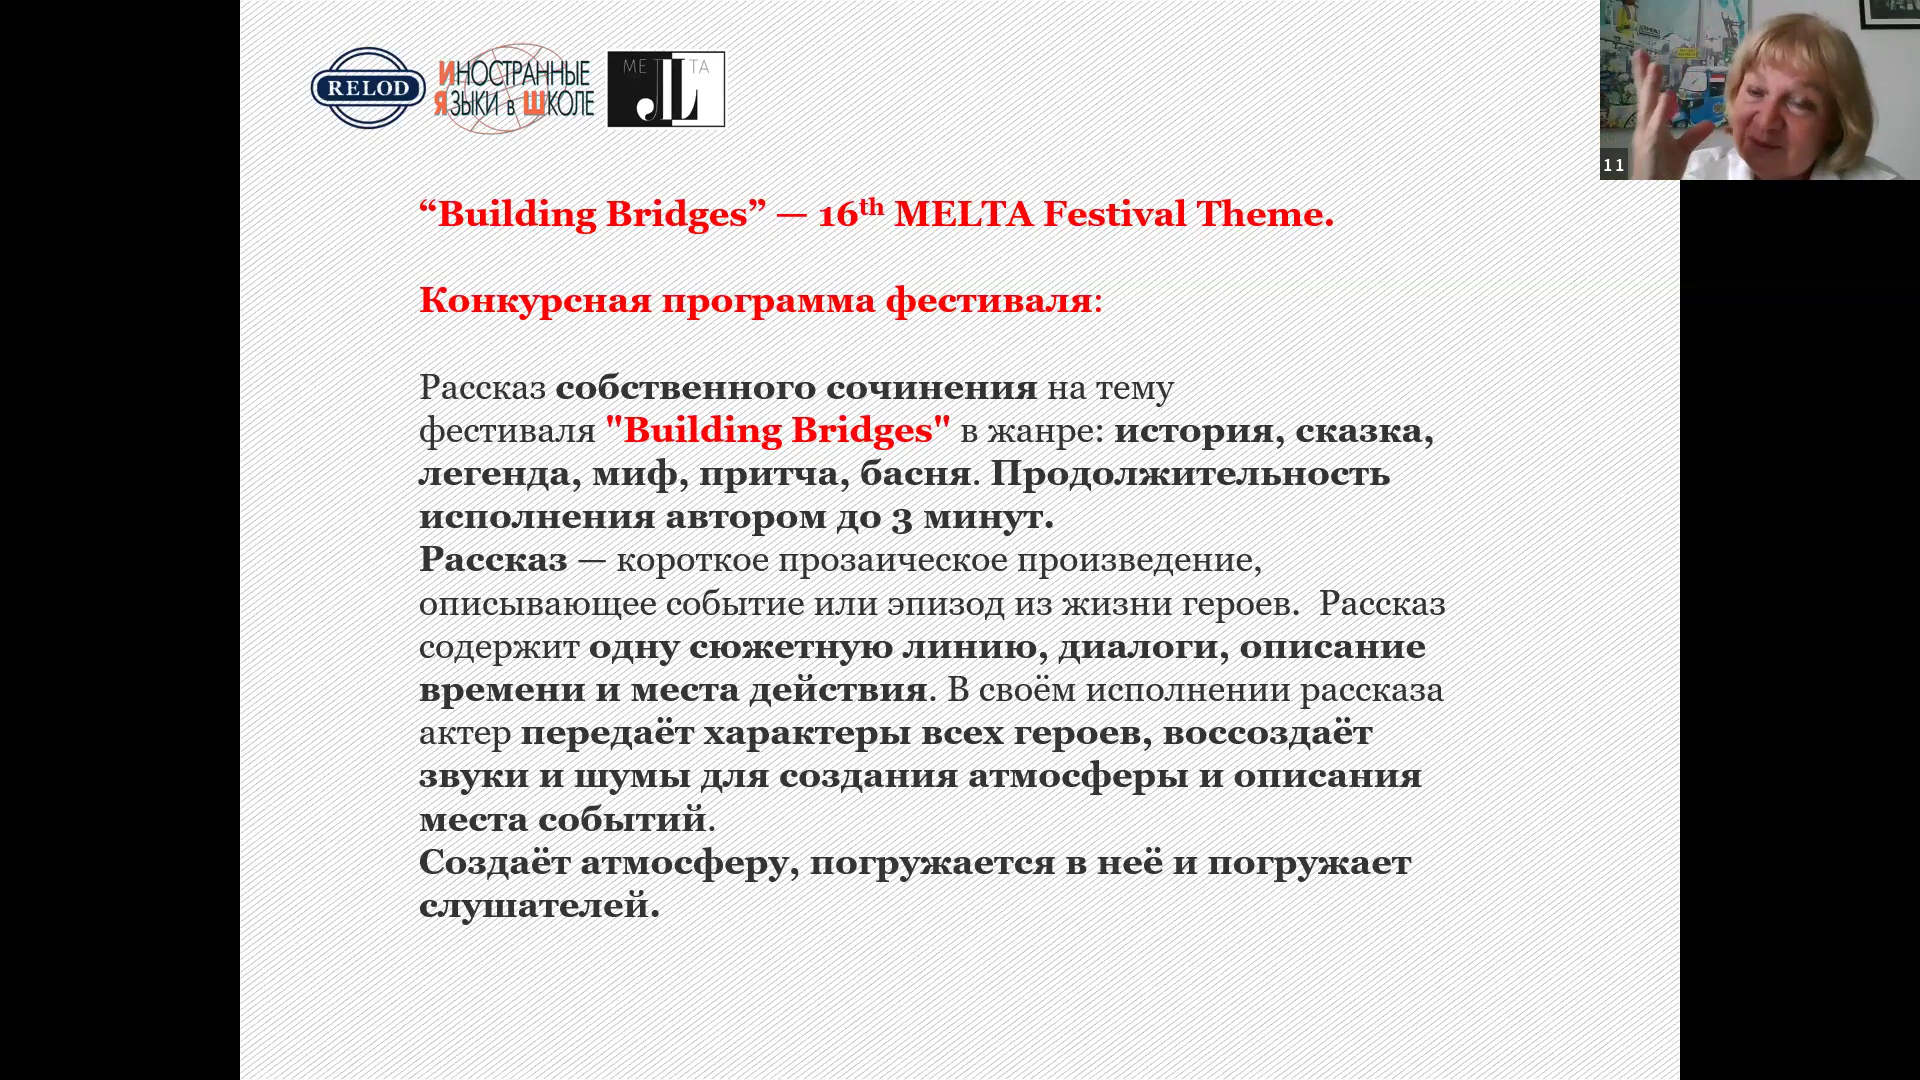 RELOD
ИНОСТРАННЫЕ
ЯЗЫКИ в ШКОЛЕ
МЕ ТА
JL
11
“Building Bridges” — 16th MELTA Festival Theme.
Конкурсная программа фестиваля:
Рассказ собственного сочинения на тему
фестиваля "Building Bridges" в жанре: история, сказка,
легенда, миф, притча, басня. Продолжительность
исполнения автором до 3 минут.
Рассказ — короткое прозаическое произведение,
описывающее событие или эпизод из жизни героев. Рассказ
содержит одну сюжетную линию, диалоги, описание
времени и места действия. В своём исполнении рассказа
актер передаёт характеры всех героев, воссоздаёт
звуки и шумы для создания атмосферы и описания
места событий.
Создаёт атмосферу, погружается в неё и погружает
слушателей.